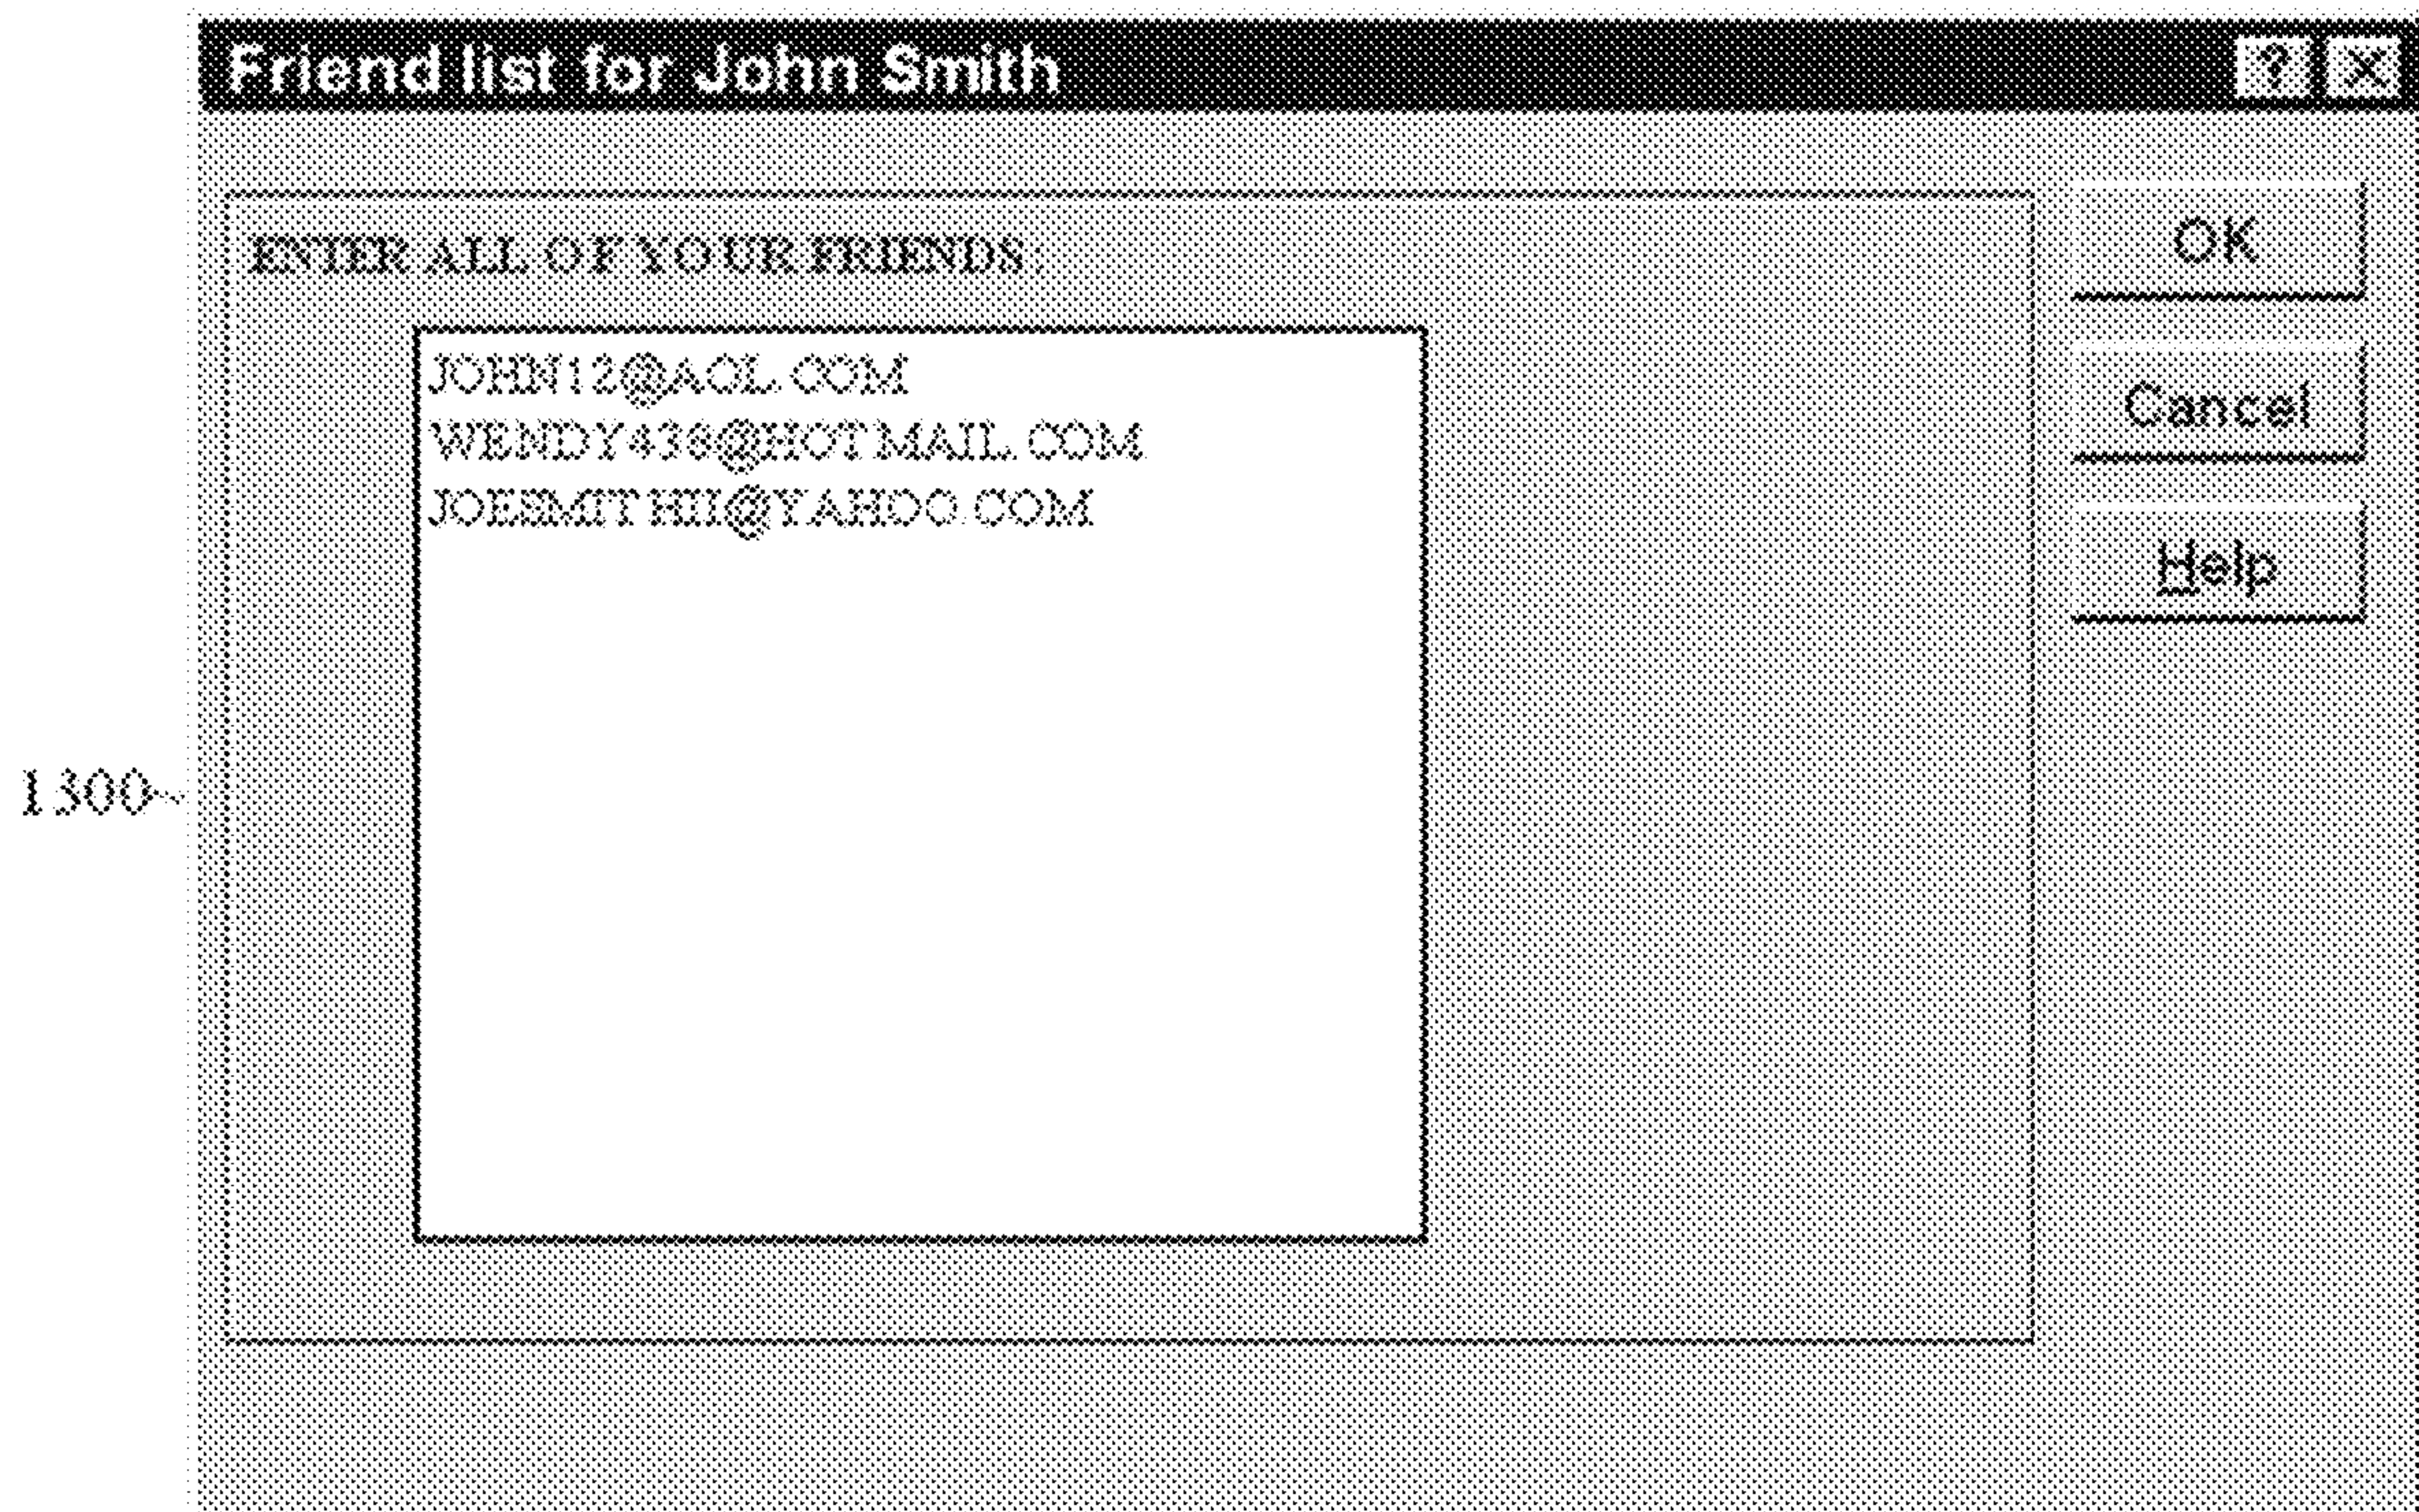 Friend list for John Smith
ENTER ALL OF YOUR FRIENDS:
JOHN12@AOL.COM
WENDY436@HOTMAIL.COM
JOESMITHII@YAHOO.COM
OK
Cancel
Help
1300